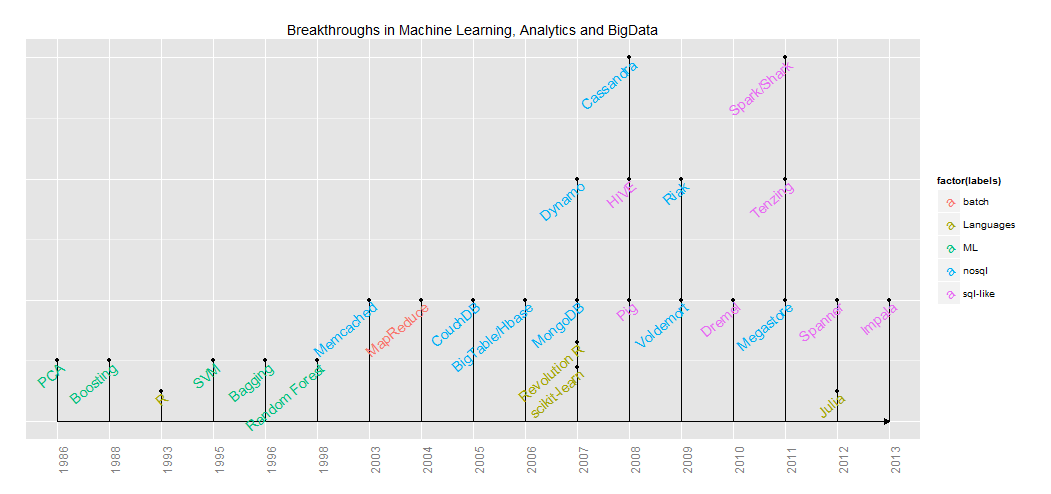 Breakthroughs in Machine Learning, Analytics and BigData
Cassandra
Spark/Shark
Dynamo
HIVE
Riak
Tenzing
Memcached
MapReduce
CouchDB
BigTable/Hbase
MongoDB
Pig
Voldemort
Dremel
Megastore
Spanner
Impala
Revolution R
PCA
Boosting
SVM
Bagging
Random Forest
scikit-learn
R
Julia
1986
1988
1993
1995
1996
1998
2003
2004
2005
2006
2007
2008
2009
2010
2011
2012
2013
factor(labels)
a batch
a Languages
a ML
a nosql
a sql-like